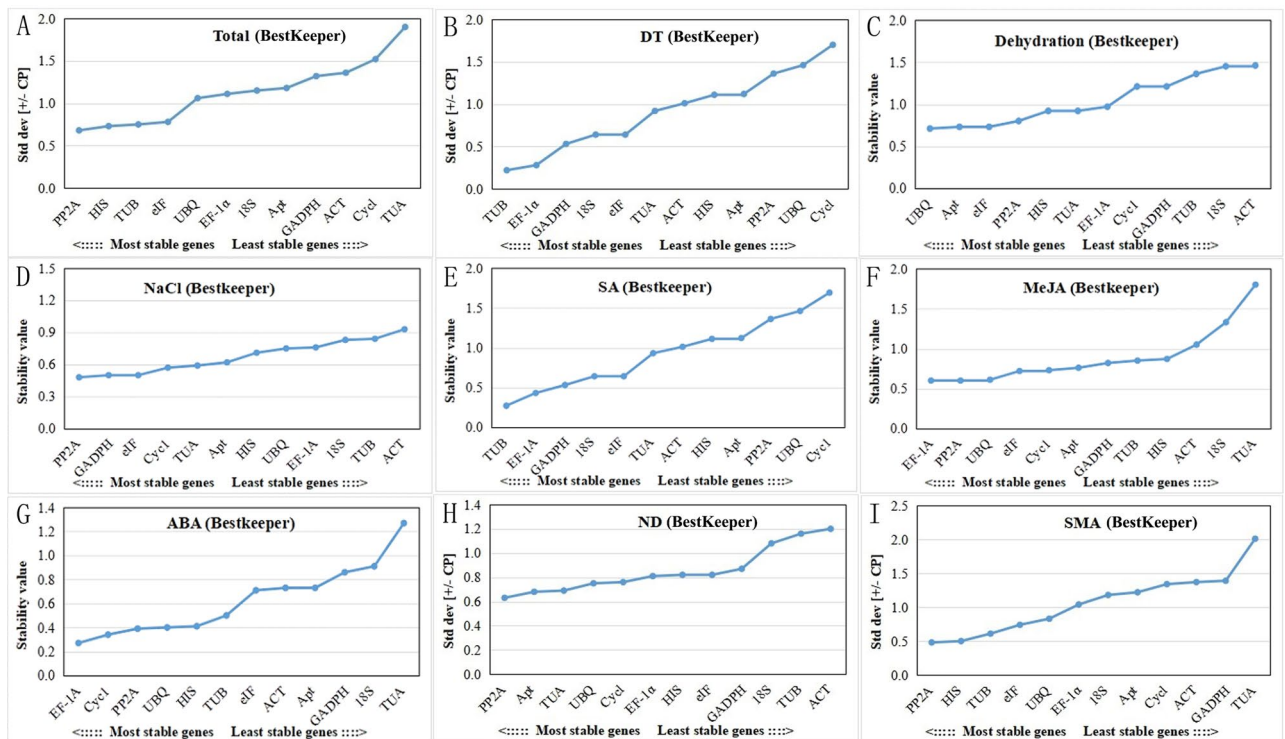 A
Total (BestKeeper)
Std dev [+/- CP]
2.0
1.5
1.0
0.5
0.0
PP2A HIS TUB eIF UBQ EF-1α 18S Apt GADPH ACT Cycl TUA
<::::: Most stable genes Least stable genes ::::>
B
DT (BestKeeper)
Std dev [+/- CP]
2.0
1.5
1.0
0.5
0.0
TUB EF-1α GADPH 18S eIF TUA ACT HIS Apt PP2A UBQ Cycl
<::::: Most stable genes Least stable genes ::::>
C
Dehydration (Bestkeeper)
Stability value
2.0
1.5
1.0
0.5
0.0
UBQ Apt eIF PP2A HIS TUA EF-1A Cycl GADPH TUB 18S ACT
<::::: Most stable genes Least stable genes ::::>
D
NaCl (Bestkeeper)
Stability value
1.5
1.2
0.9
0.6
0.3
0.0
PP2A GADPH eIF Cycl TUA Apt HIS UBQ EF-1A 18S TUB ACT
<::::: Most stable genes Least stable genes ::::>
E
SA (Bestkeeper)
Stability value
2.0
1.5
1.0
0.5
0.0
TUB EF-1A GADPH 18S eIF TUA ACT HIS Apt PP2A UBQ Cycl
<::::: Most stable genes Least stable genes ::::>
F
MeJA (Bestkeeper)
Stability value
2.0
1.5
1.0
0.5
0.0
EF-1A PP2A UBQ eIF Cycl Apt GADPH TUB HIS ACT 18S TUA
<::::: Most stable genes Least stable genes ::::>
G
ABA (Bestkeeper)
Stability value
1.4
1.2
1.0
0.8
0.6
0.4
0.2
0.0
EF-1A Cycl PP2A UBQ HIS TUB eIF ACT Apt GADPH 18S TUA
<::::: Most stable genes Least stable genes ::::>
H
ND (BestKeeper)
Std dev [+/- CP]
1.4
1.2
1.0
0.8
0.6
0.4
0.2
0.0
PP2A Apt TUA UBQ Cycl EF-1α HIS eIF GADPH 18S TUB ACT
<::::: Most stable genes Least stable genes ::::>
I
SMA (BestKeeper)
Std dev [+/- CP]
2.5
2.0
1.5
1.0
0.5
0.0
PP2A HIS TUB eIF UBQ EF-1α 18S Apt Cycl ACT GADPH TUA
<::::: Most stable genes Least stable genes ::::>